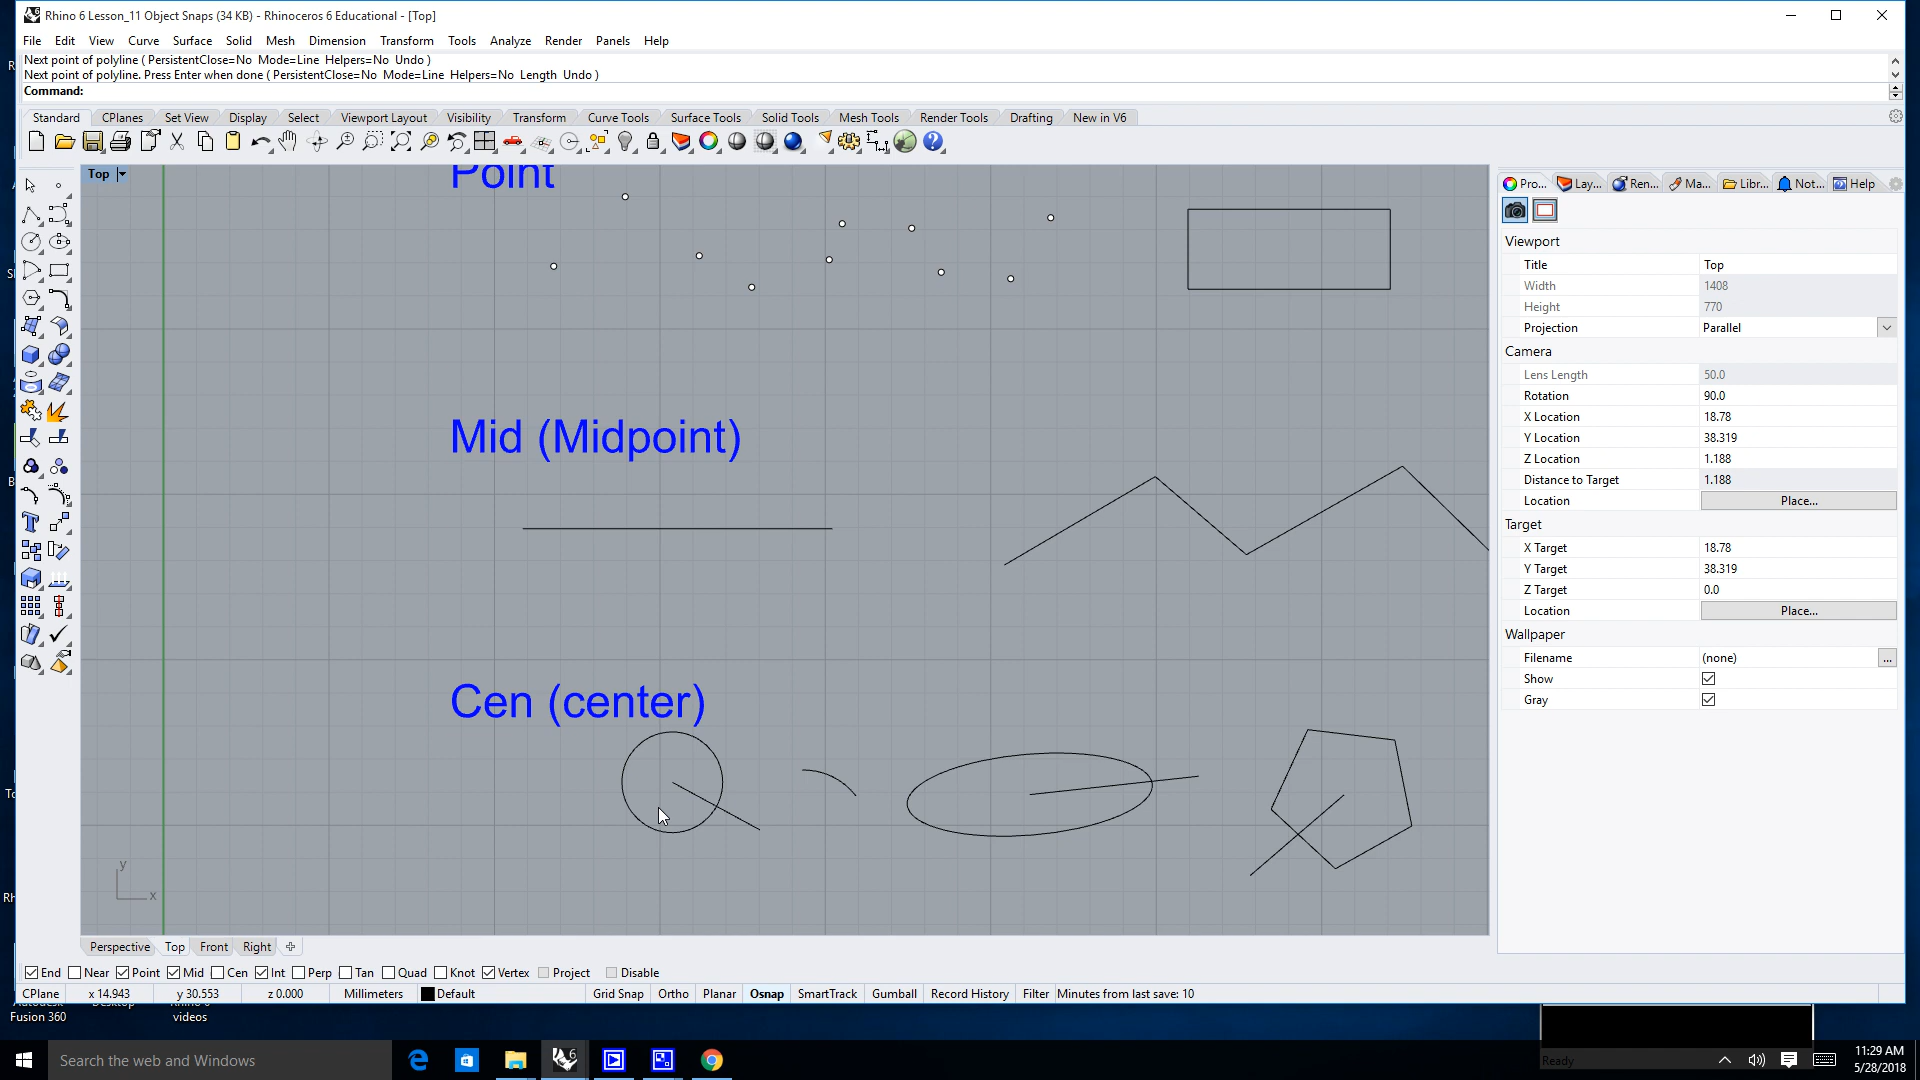 Rhino 6 Lesson_11 Object Snaps (34 KB) - Rhinoceros 6 Educational - [Top]
File Edit View Curve Surface Solid Mesh Dimension Transform Tools Analyze Render Panels Help
Next point of polyline ( PersistentClose=No Mode=Line Helpers=No Undo )
Next point of polyline. Press Enter when done ( PersistentClose=No Mode=Line Helpers=No Length Undo )
Command:
Standard CPlanes Set View Display Select Viewport Layout Visibility Transform Curve Tools Surface Tools Solid Tools Mesh Tools Render Tools Drafting New in V6
Top
Point
Mid (Midpoint)
Cen (center)
y
x
Pro... Lay... Ren... Ma... Libr... Not... Help
Viewport
Title Top
Width 1408
Height 770
Projection Parallel
Camera
Lens Length 50.0
Rotation 90.0
X Location 18.78
Y Location 38.319
Z Location 1.188
Distance to Target 1.188
Location Place...
Target
X Target 18.78
Y Target 38.319
Z Target 0.0
Location Place...
Wallpaper
Filename (none) ...
Show
Gray
Perspective Top Front Right
End Near Point Mid Cen Int Perp Tan Quad Knot Vertex Project Disable
CPlane x 14.943 y 30.553 z 0.000 Millimeters Default Grid Snap Ortho Planar Osnap SmartTrack Gumball Record History Filter Minutes from last save: 10
Fusion 360
videos
Search the web and Windows
6
Ready
11:29 AM
5/28/2018